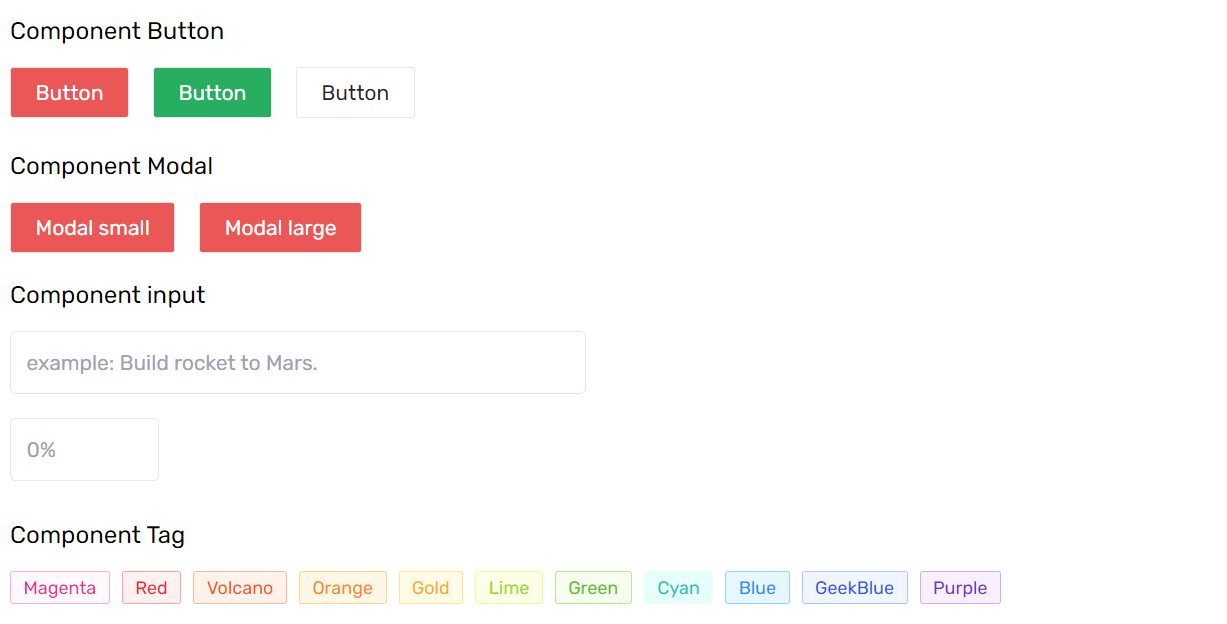 Component Button
Button Button Button
Component Modal
Modal small Modal large
Component input
example: Build rocket to Mars.
0%
Component Tag
Magenta Red Volcano Orange Gold Lime Green Cyan Blue GeekBlue Purple